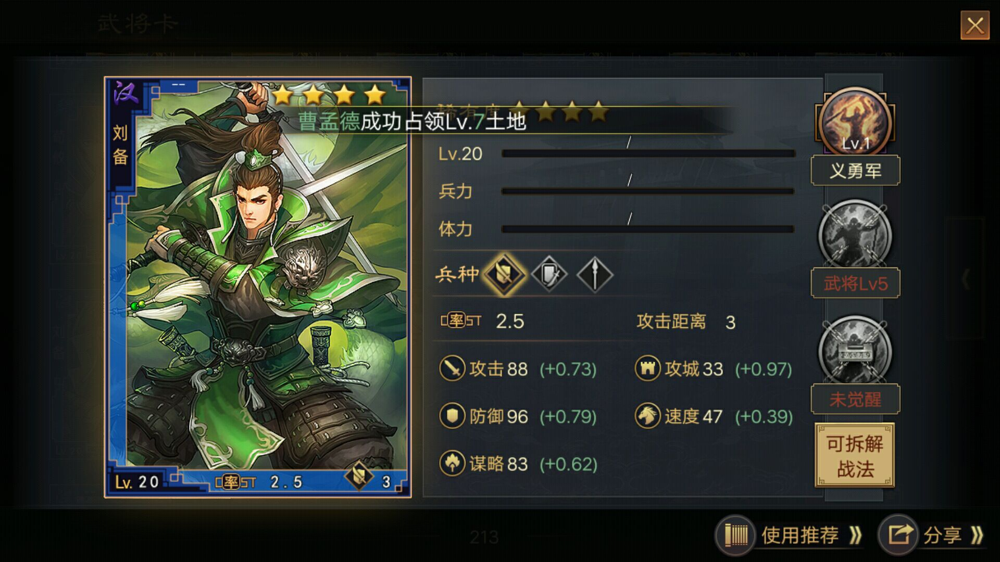 武将卡
汉
--
刘备
曹孟德成功占领Lv.7土地
稀有度
Lv.20
/
兵力
/
体力
/
兵种
C率ST 2.5
攻击距离 3
攻击 88 (+0.73)
攻城 33 (+0.97)
防御 96 (+0.79)
速度 47 (+0.39)
谋略 83 (+0.62)
Lv. 20
C率ST 2.5
3
Lv.1
义勇军
武将Lv5
未觉醒
可拆解
战法
213
使用推荐
分享